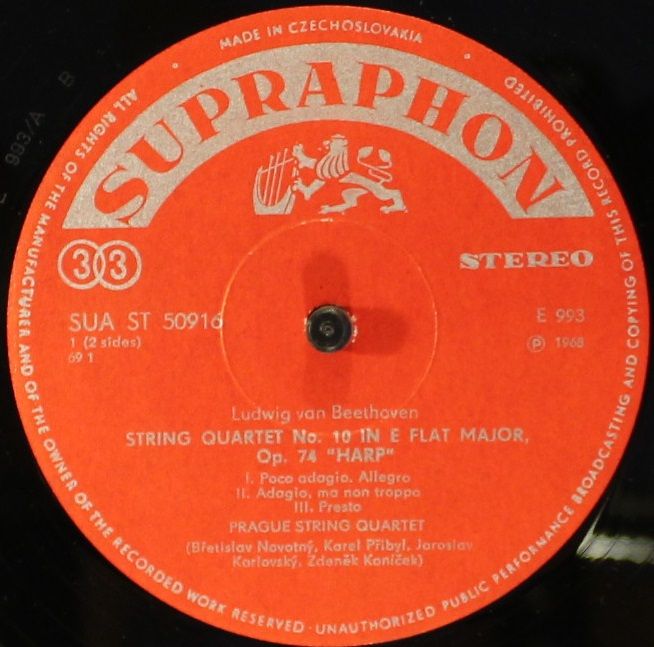 MADE IN CZECHOSLOVAKIA
SUPRAPHON
33
STEREO
SUA ST 50916
E 993
1 (2 sides)
℗ 1968
69 1
Ludwig van Beethoven
STRING QUARTET No. 10 IN E FLAT MAJOR,
Op. 74 "HARP"
I. Poco adagio. Allegro
II. Adagio, ma non troppo
III. Presto
PRAGUE STRING QUARTET
(Břetislav Novotný, Karel Přibyl, Jaroslav
Karlovský, Zdeněk Koníček)
ALL RIGHTS OF THE MANUFACTURER AND OF THE OWNER OF THE RECORDED WORK RESERVED · UNAUTHORIZED PUBLIC PERFORMANCE BROADCASTING AND COPYING OF THIS RECORD PROHIBITED
993/A B